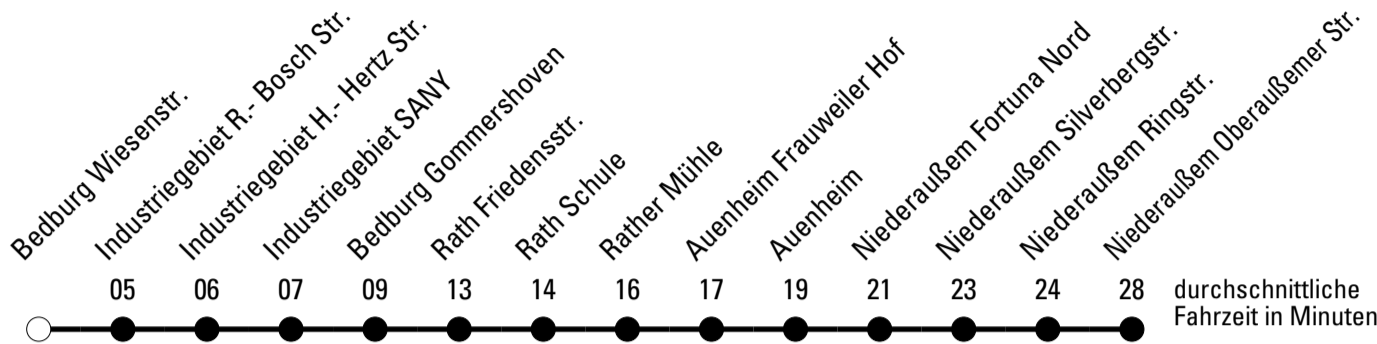 Bedburg Wiesenstr.
Industriegebiet R.- Bosch Str.
Industriegebiet H.- Hertz Str.
Industriegebiet SANY
Bedburg Gommershoven
Rath Friedensstr.
Rath Schule
Rather Mühle
Auenheim Frauweiler Hof
Auenheim
Niederaußem Fortuna Nord
Niederaußem Silverbergstr.
Niederaußem Ringstr.
Niederaußem Oberaußemer Str.
05 06 07 09 13 14 16 17 19 21 23 24 28
durchschnittliche
Fahrzeit in Minuten